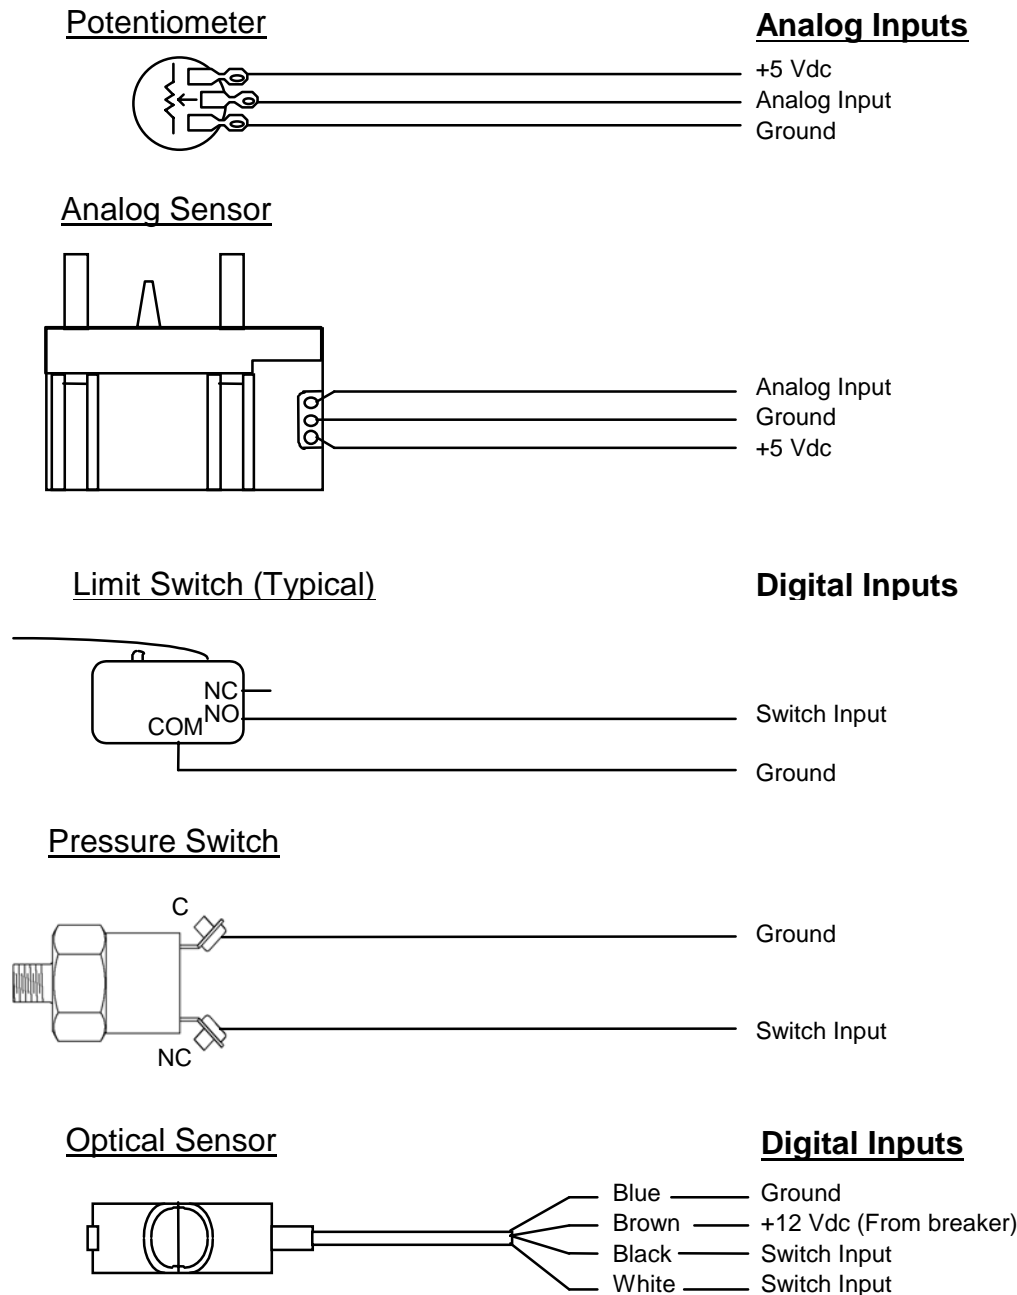 Potentiometer
Analog Inputs
+5 Vdc
Analog Input
Ground
Analog Sensor
Analog Input
Ground
+5 Vdc
Limit Switch (Typical)
Digital Inputs
NC
NO
COM
Switch Input
Ground
Pressure Switch
C
Ground
NC
Switch Input
Optical Sensor
Digital Inputs
Blue Ground
Brown +12 Vdc (From breaker)
Black Switch Input
White Switch Input